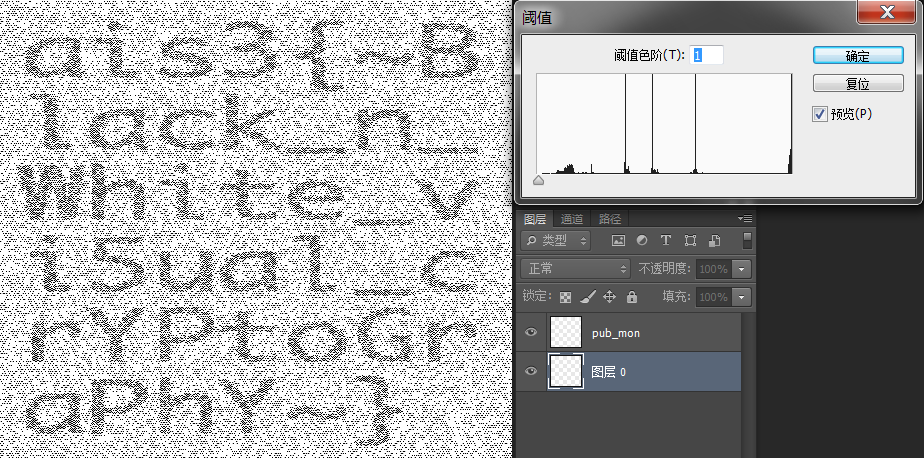 ais3{~B
lack_n_
White_v
i5ual_c
rYPtoGr
aPhY~}
阈值
阈值色阶(T): 1
确定
复位
预览(P)
图层 通道 路径
类型
正常 不透明度: 100%
锁定: 填充: 100%
pub_mon
图层 0